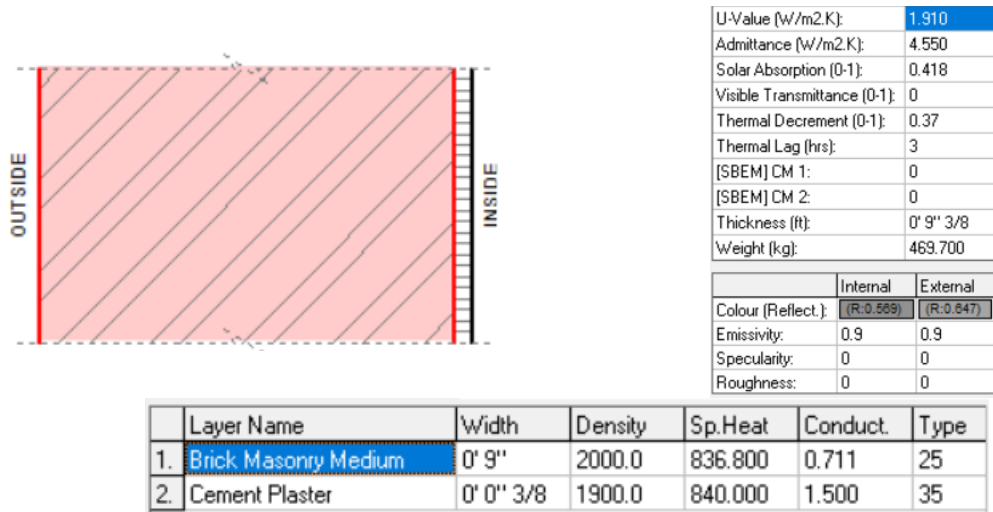 OUTSIDE
INSIDE
U-Value (W/m2.K): 1.910
Admittance (W/m2.K): 4.550
Solar Absorption (0-1): 0.418
Visible Transmittance (0-1): 0
Thermal Decrement (0-1): 0.37
Thermal Lag (hrs): 3
[SBEM] CM 1: 0
[SBEM] CM 2: 0
Thickness (ft): 0' 9" 3/8
Weight (kg): 469.700
Internal External
Colour (Reflect.): (R:0.569) (R:0.647)
Emissivity: 0.9 0.9
Specularity: 0 0
Roughness: 0 0
Layer Name Width Density Sp.Heat Conduct. Type
1. Brick Masonry Medium 0' 9" 2000.0 836.800 0.711 25
2. Cement Plaster 0' 0" 3/8 1900.0 840.000 1.500 35